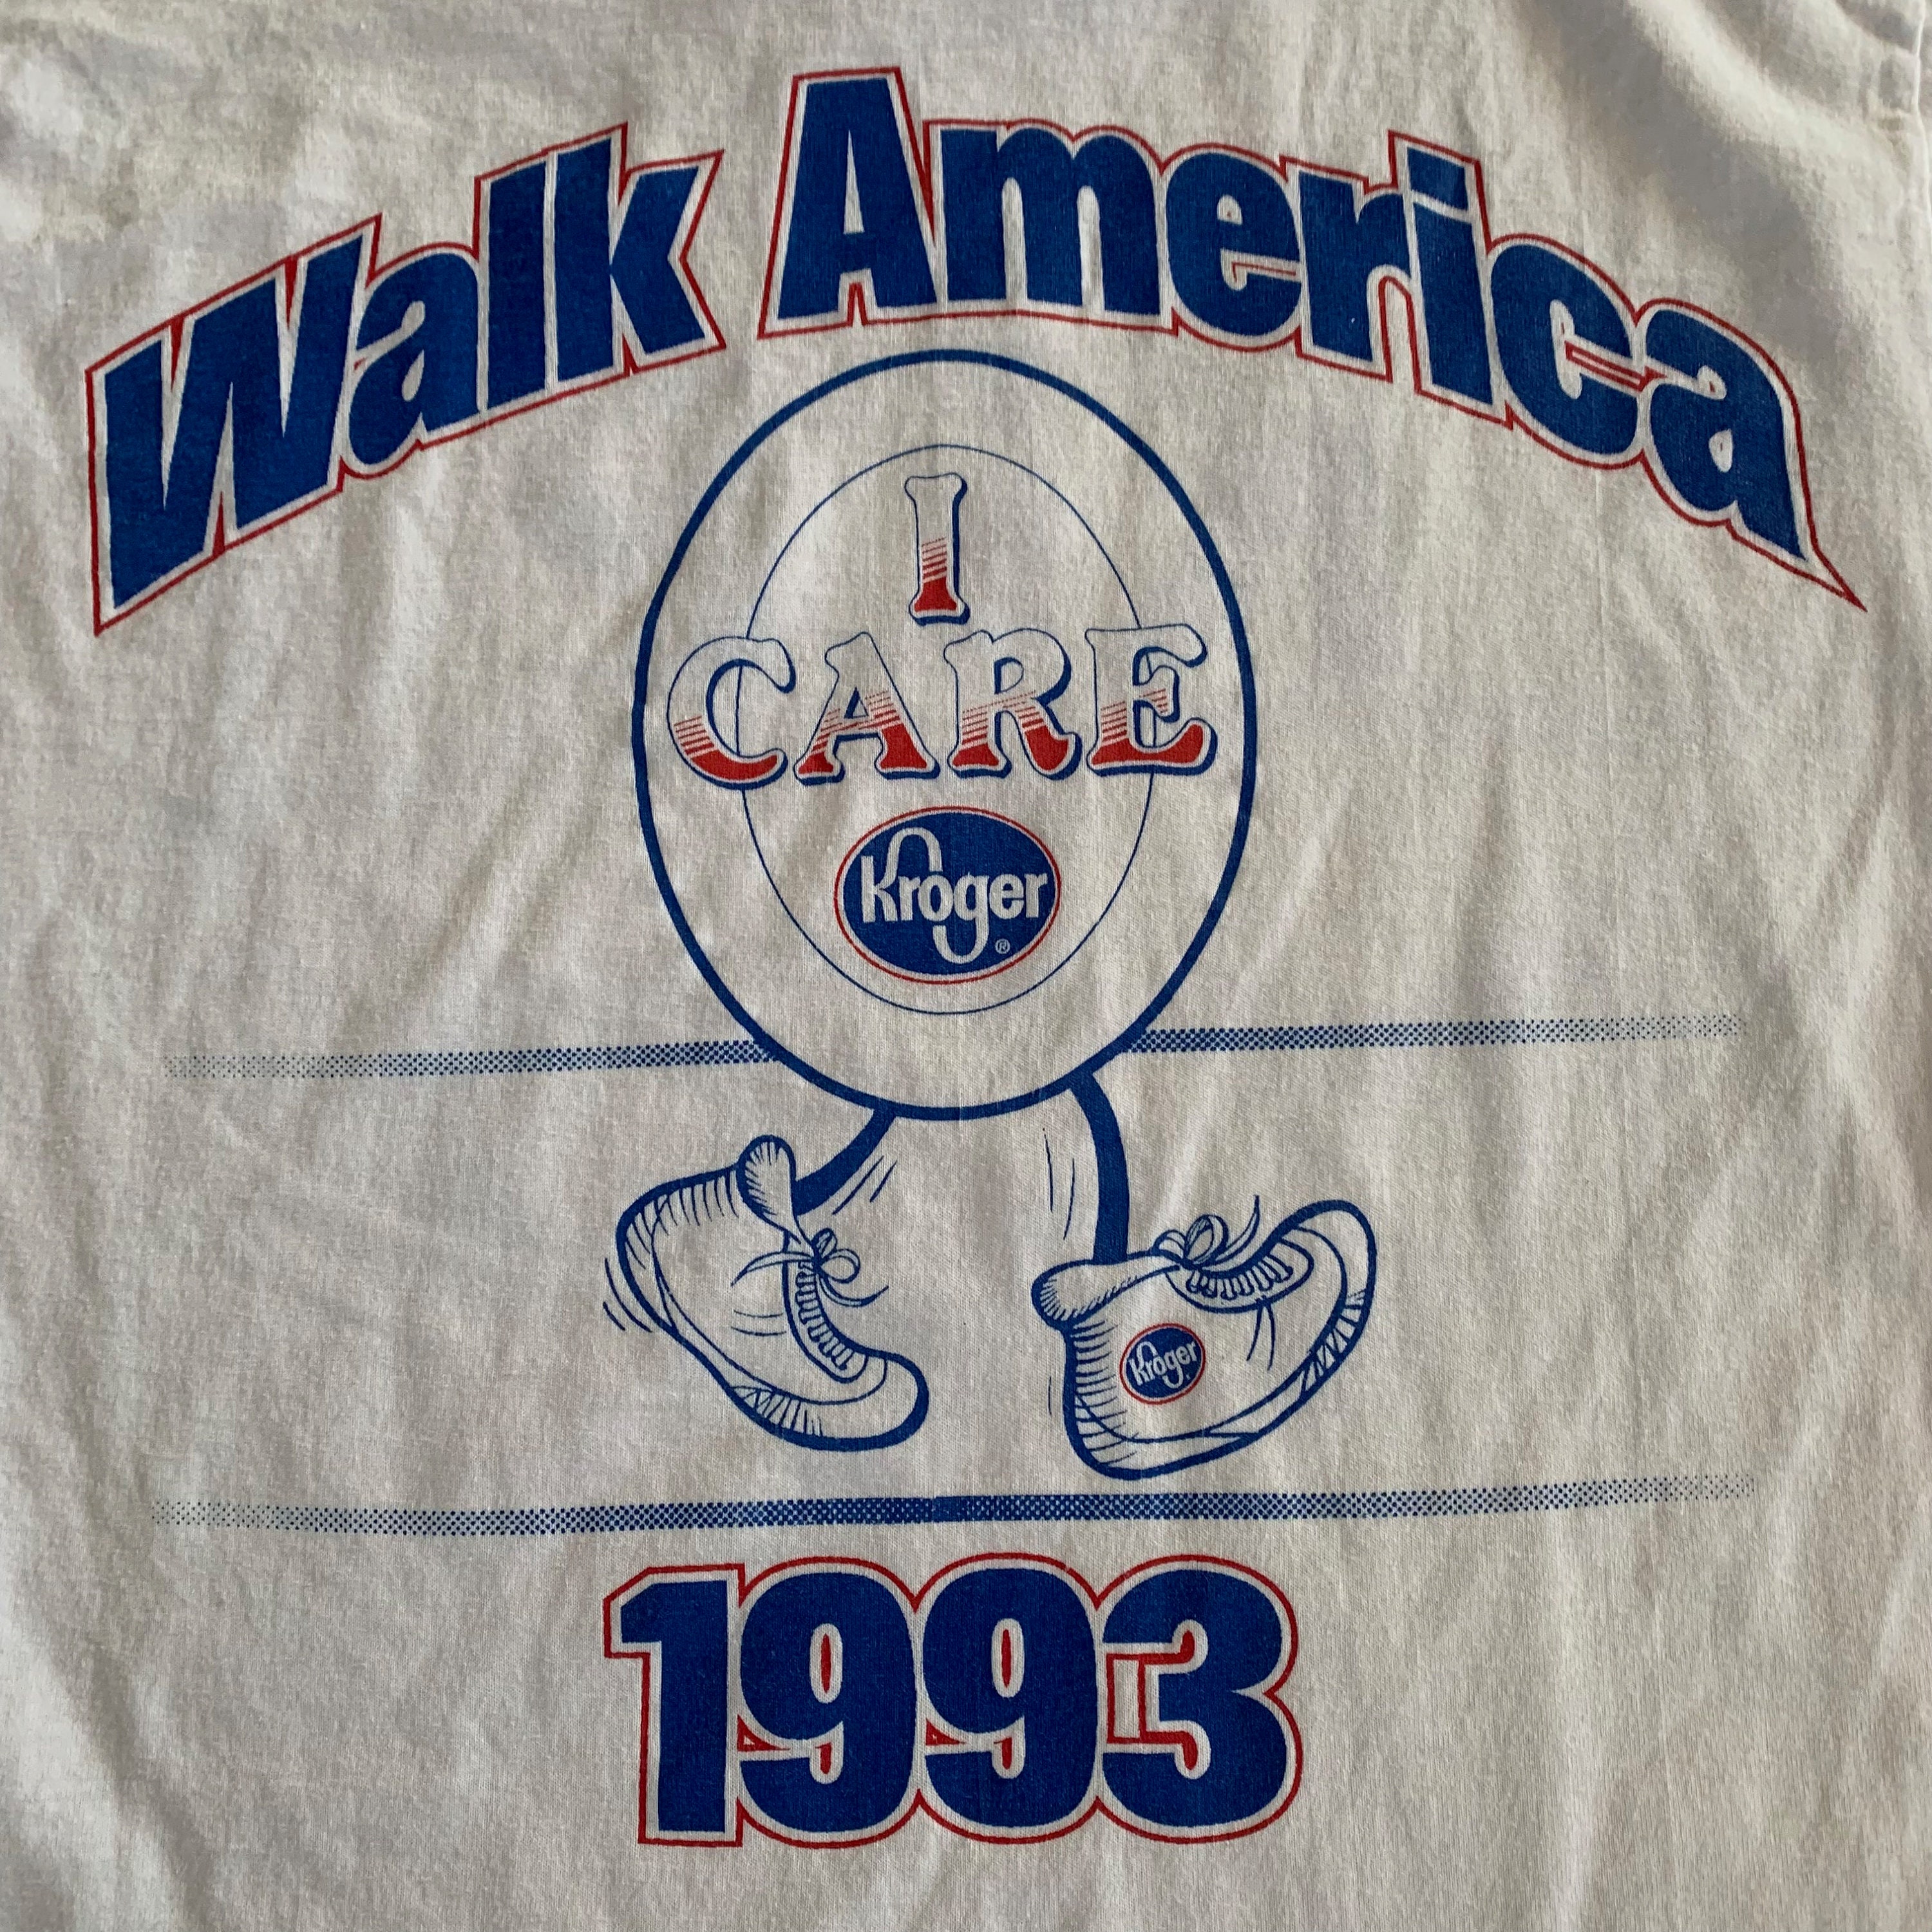 Walk America
I
CARE
Kroger®
Kroger
1993